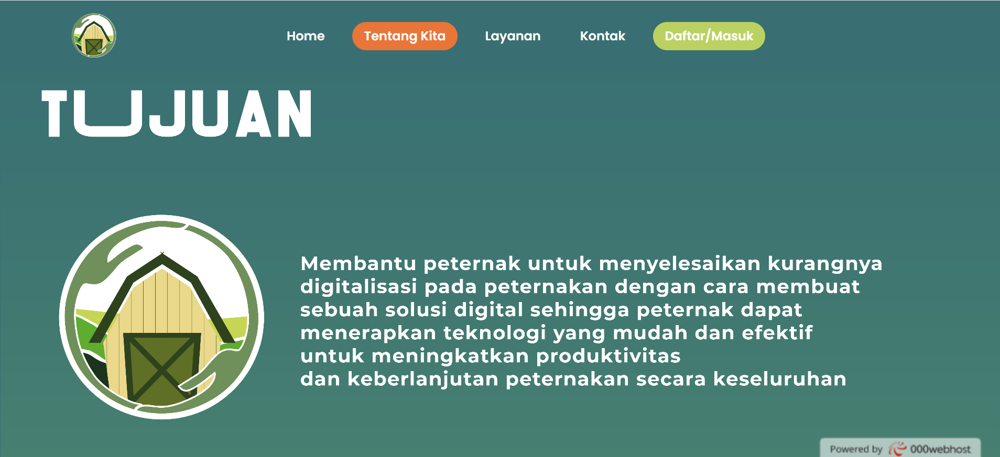 Home
Tentang Kita
Layanan
Kontak
Daftar/Masuk
TUJUAN
Membantu peternak untuk menyelesaikan kurangnya
digitalisasi pada peternakan dengan cara membuat
sebuah solusi digital sehingga peternak dapat
menerapkan teknologi yang mudah dan efektif
untuk meningkatkan produktivitas
dan keberlanjutan peternakan secara keseluruhan
Powered by 000webhost